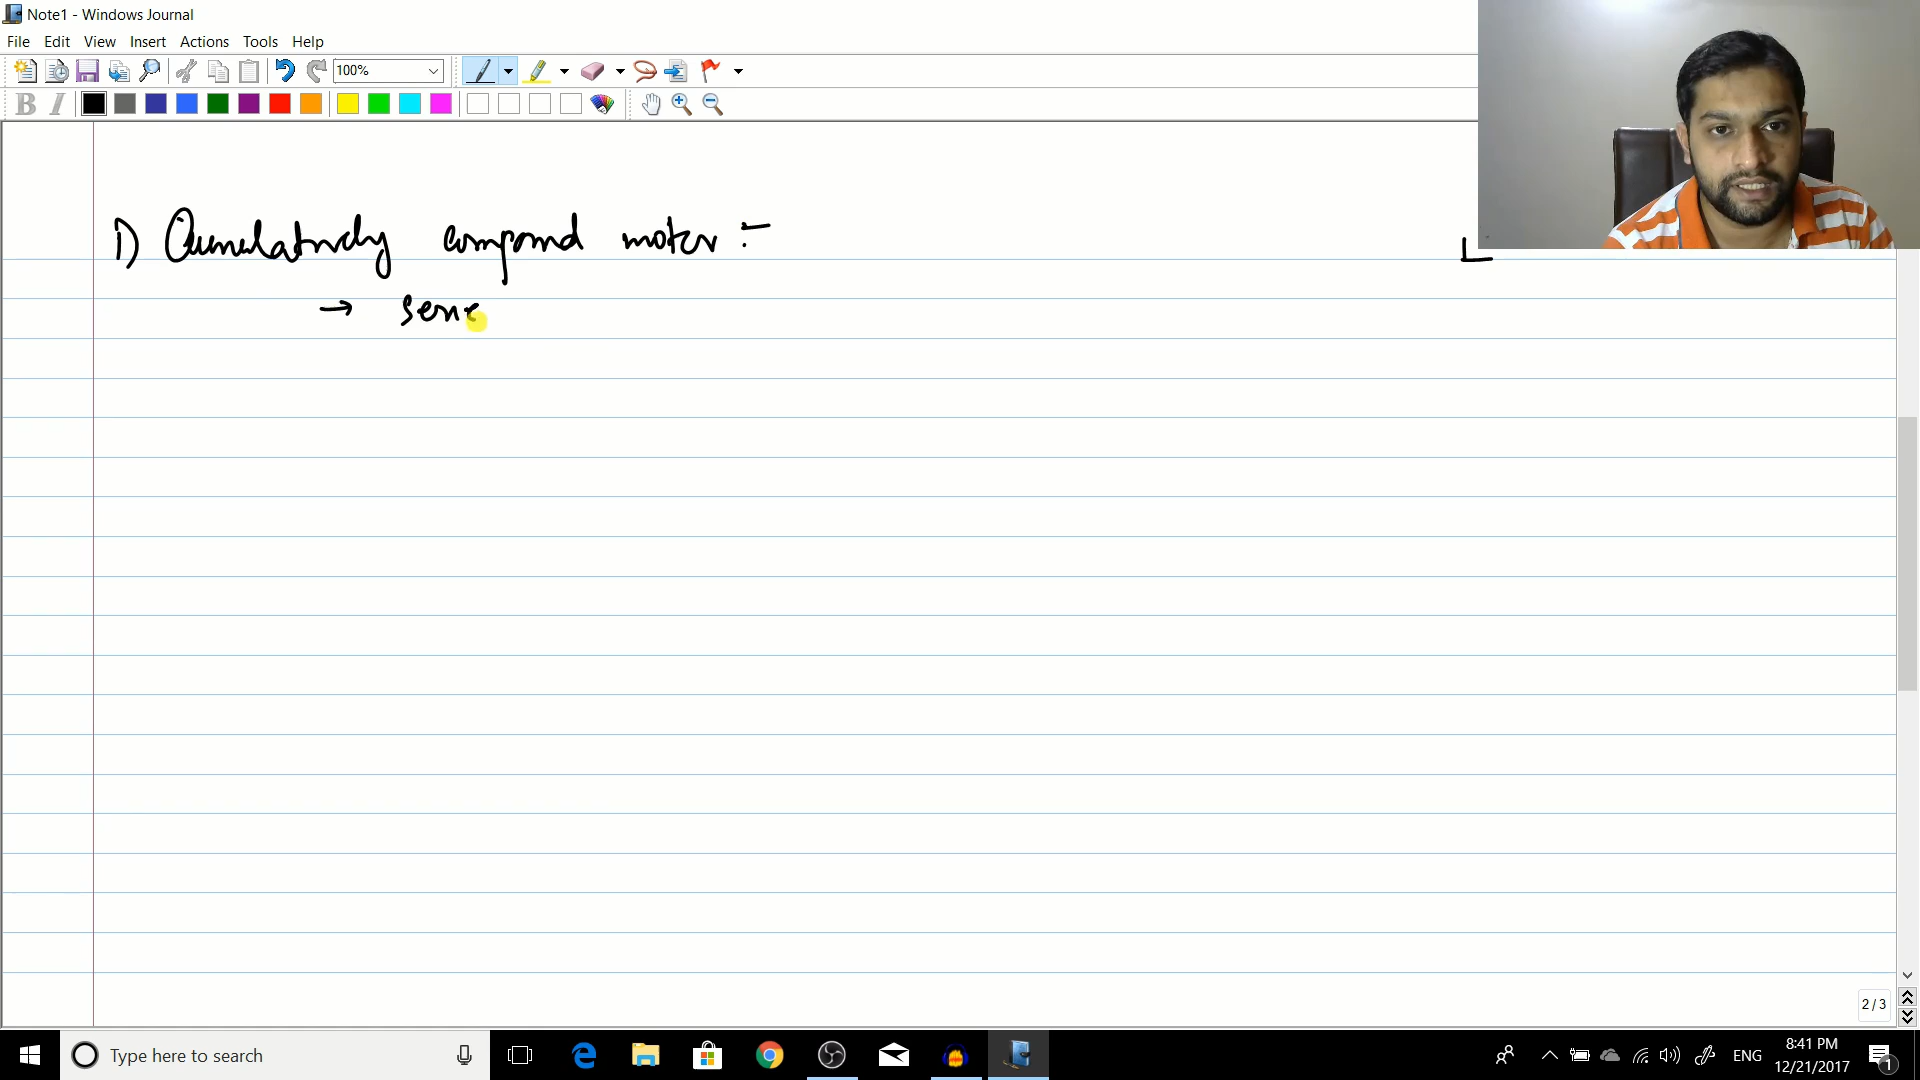 Note1 - Windows Journal
File Edit View Insert Actions Tools Help
100%
B I
1) Cumulatively compound motor :-
→ serie
2 / 3
Type here to search
ENG
8:41 PM
12/21/2017
1